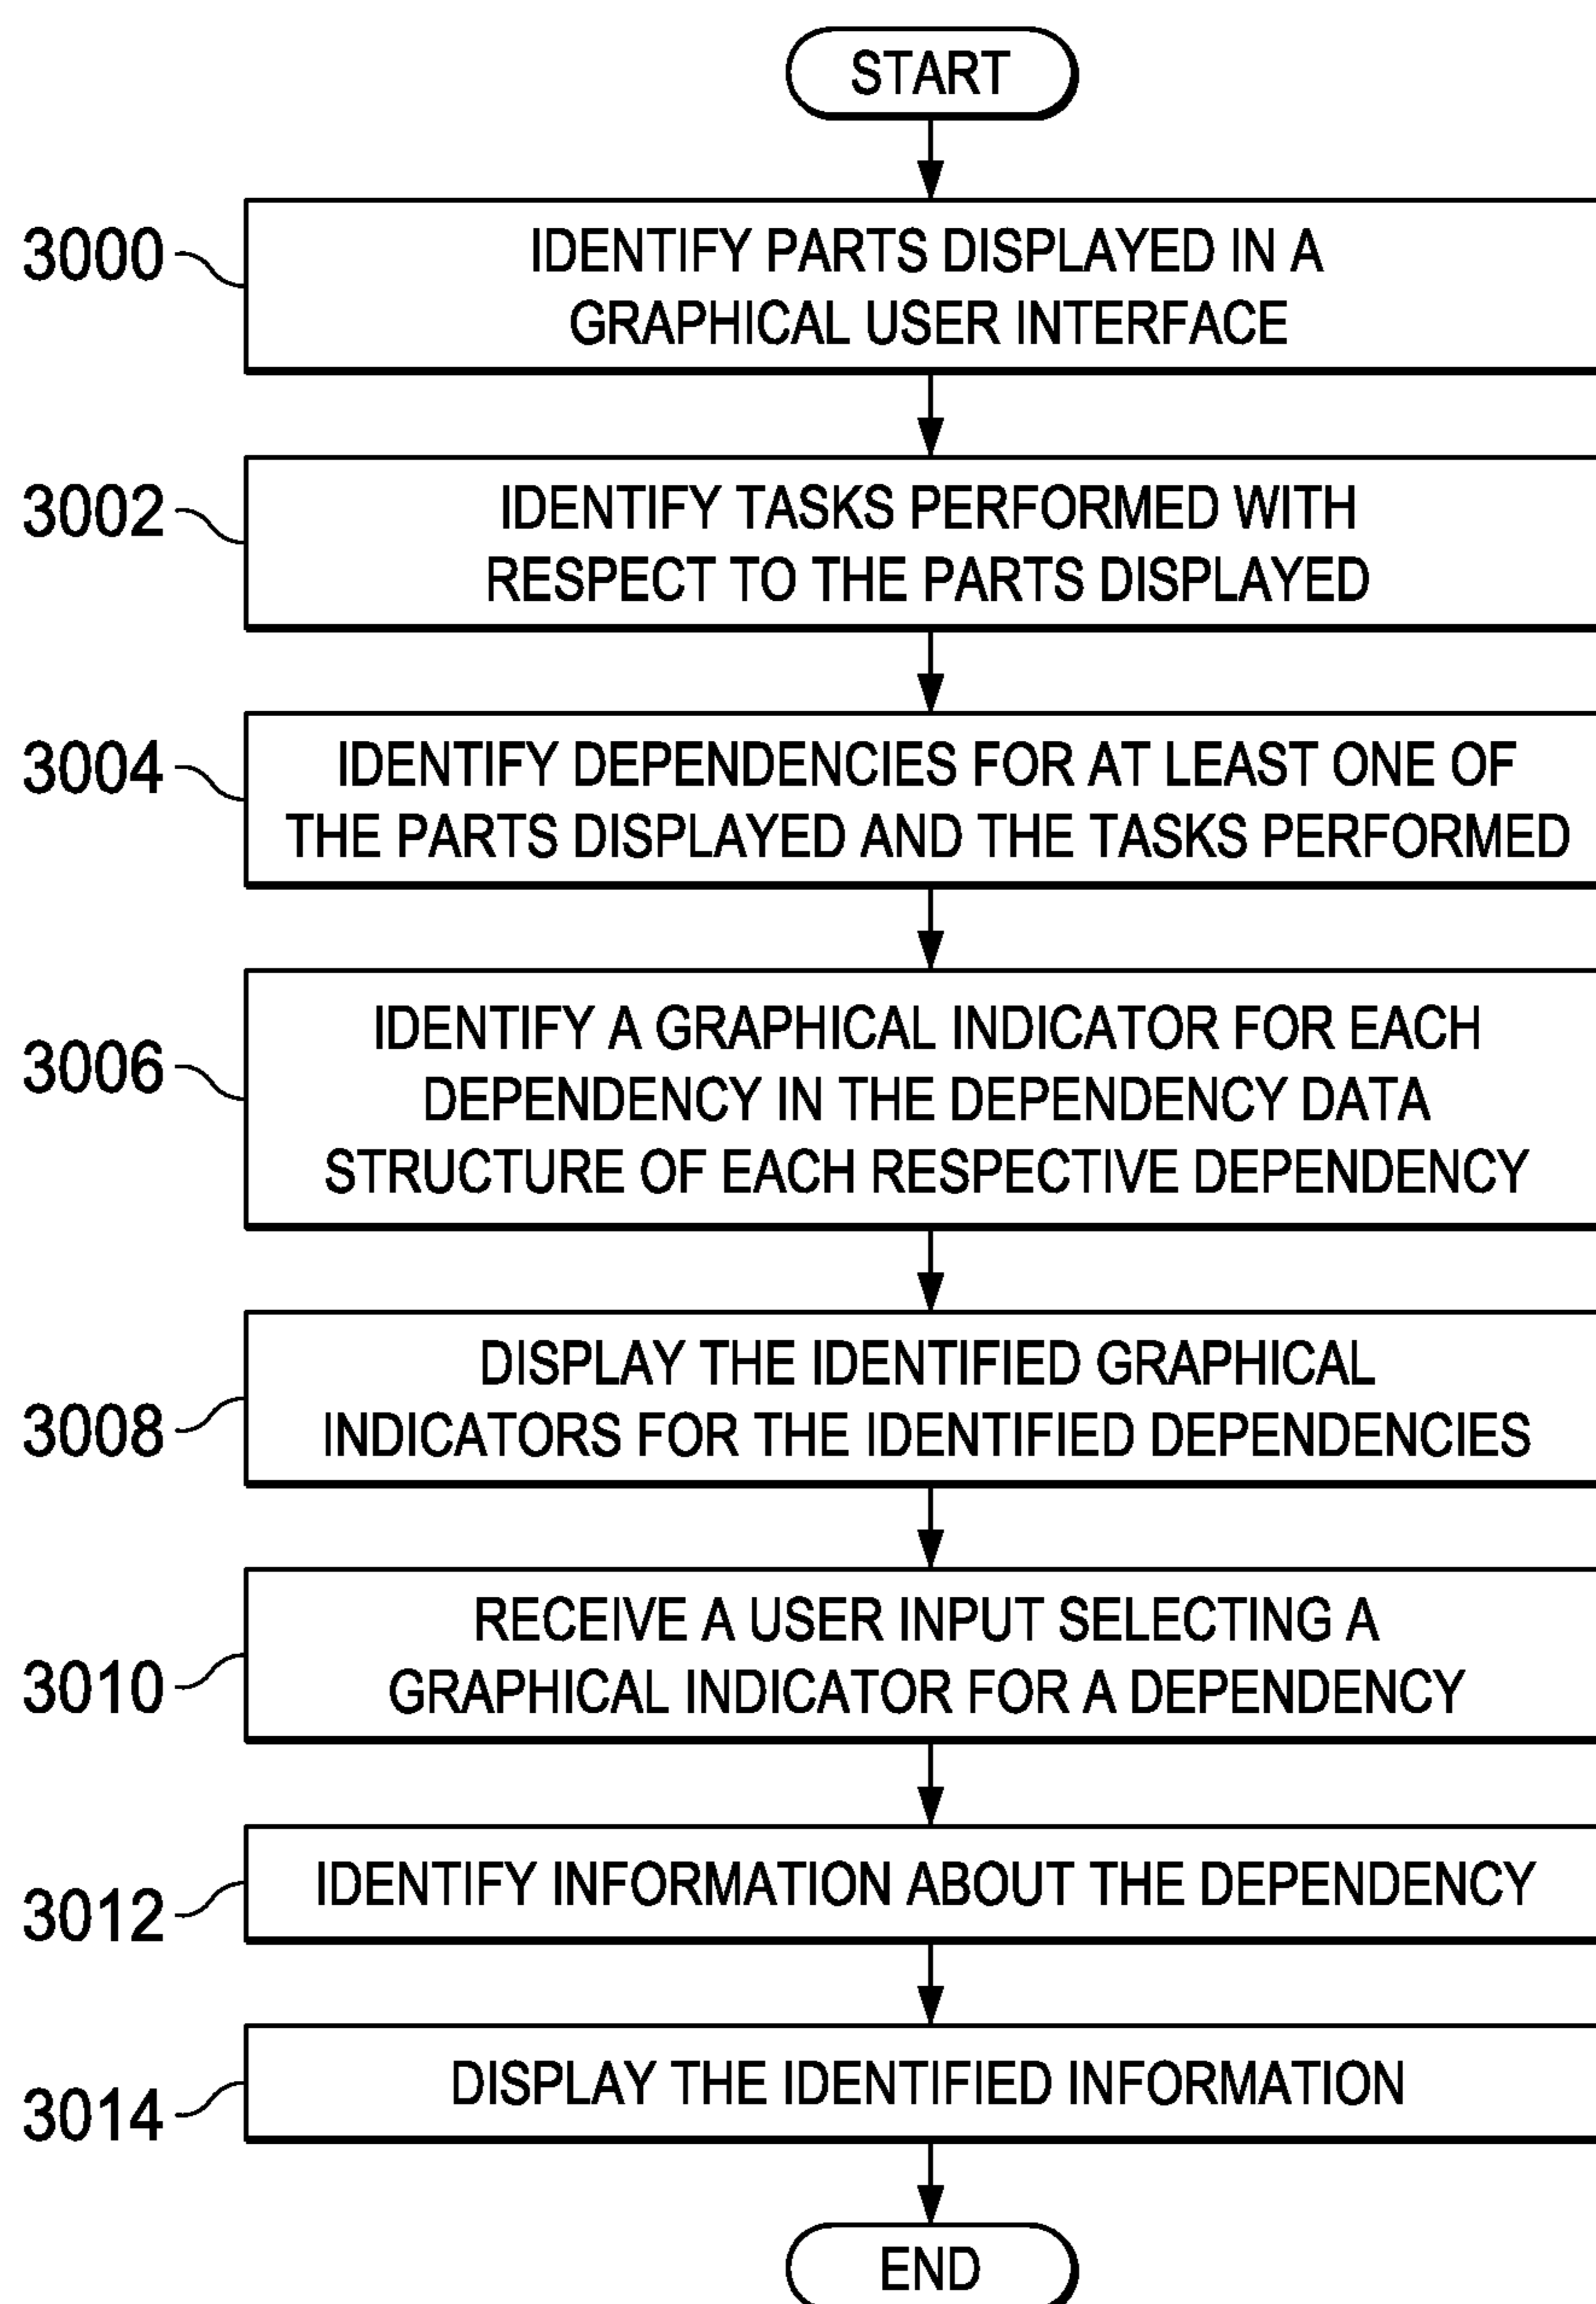 START
3000
IDENTIFY PARTS DISPLAYED IN A
GRAPHICAL USER INTERFACE
3002
IDENTIFY TASKS PERFORMED WITH
RESPECT TO THE PARTS DISPLAYED
3004
IDENTIFY DEPENDENCIES FOR AT LEAST ONE OF
THE PARTS DISPLAYED AND THE TASKS PERFORMED
3006
IDENTIFY A GRAPHICAL INDICATOR FOR EACH
DEPENDENCY IN THE DEPENDENCY DATA
STRUCTURE OF EACH RESPECTIVE DEPENDENCY
3008
DISPLAY THE IDENTIFIED GRAPHICAL
INDICATORS FOR THE IDENTIFIED DEPENDENCIES
3010
RECEIVE A USER INPUT SELECTING A
GRAPHICAL INDICATOR FOR A DEPENDENCY
3012
IDENTIFY INFORMATION ABOUT THE DEPENDENCY
3014
DISPLAY THE IDENTIFIED INFORMATION
END